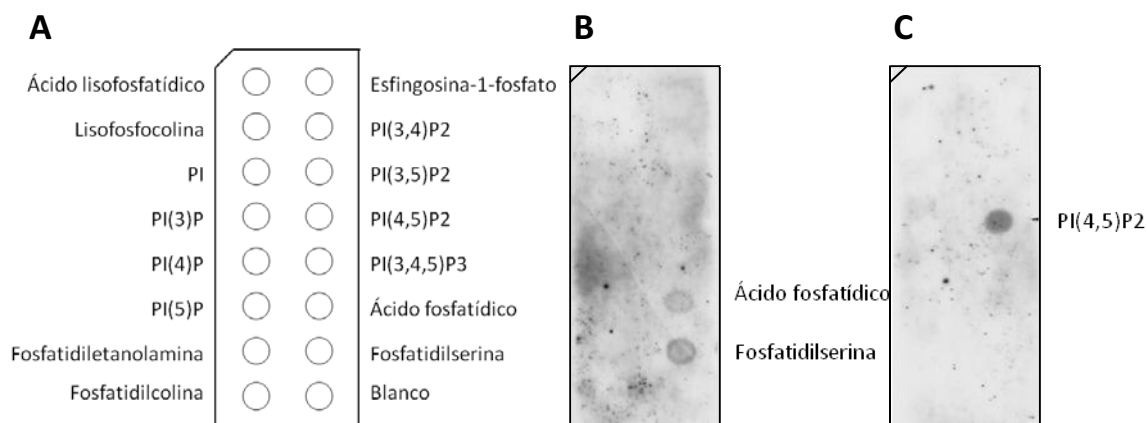 A
B
C
Ácido lisofosfatídico
Esfingosina-1-fosfato
Lisofosfocolina
PI(3,4)P2
PI
PI(3,5)P2
PI(3)P
PI(4,5)P2
PI(4)P
PI(3,4,5)P3
PI(5)P
Ácido fosfatídico
Fosfatidiletanolamina
Fosfatidilserina
Fosfatidilcolina
Blanco
Ácido fosfatídico
Fosfatidilserina
PI(4,5)P2